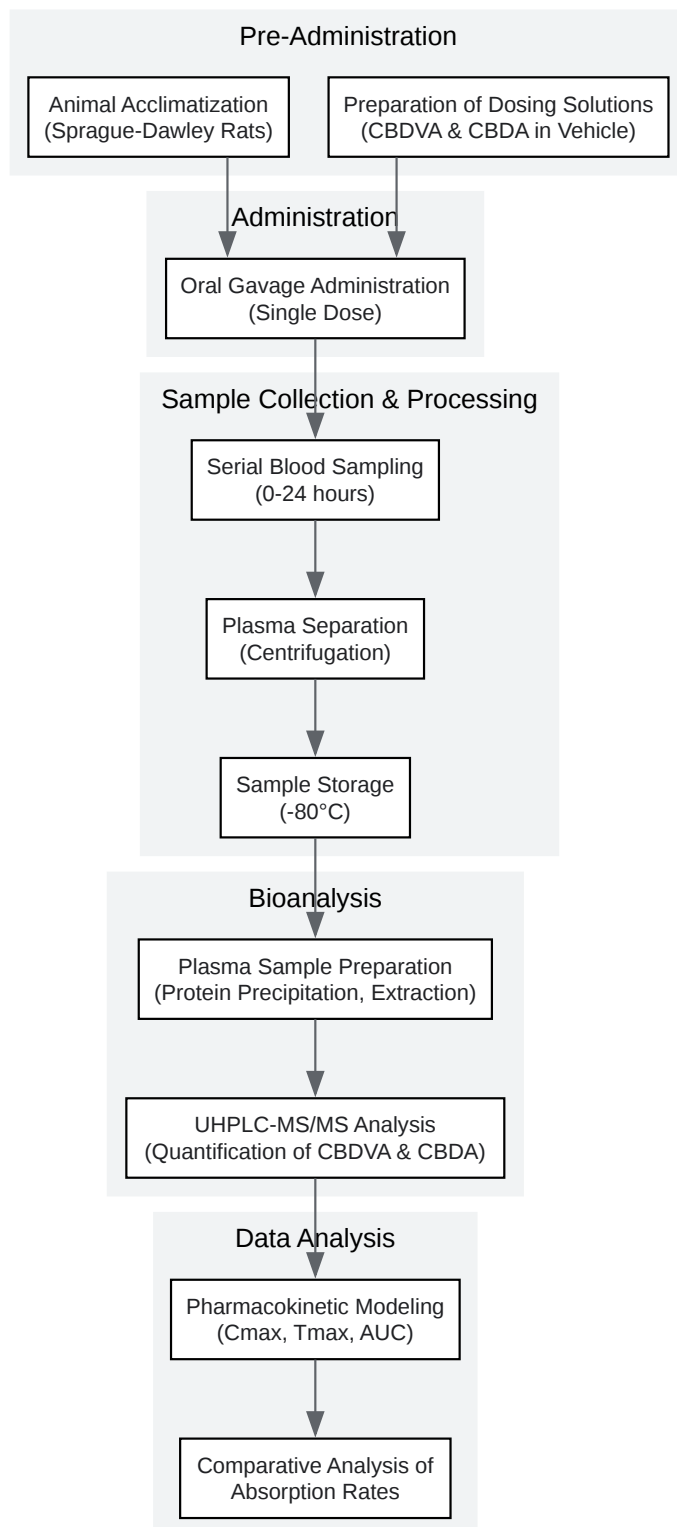 Pre-Administration
Animal Acclimatization
(Sprague-Dawley Rats)
Preparation of Dosing Solutions
(CBDVA & CBDA in Vehicle)
Administration
Oral Gavage Administration
(Single Dose)
Sample Collection & Processing
Serial Blood Sampling
(0-24 hours)
Plasma Separation
(Centrifugation)
Sample Storage
(-80°C)
Bioanalysis
Plasma Sample Preparation
(Protein Precipitation, Extraction)
UHPLC-MS/MS Analysis
(Quantification of CBDVA & CBDA)
Data Analysis
Pharmacokinetic Modeling
(Cmax, Tmax, AUC)
Comparative Analysis of
Absorption Rates